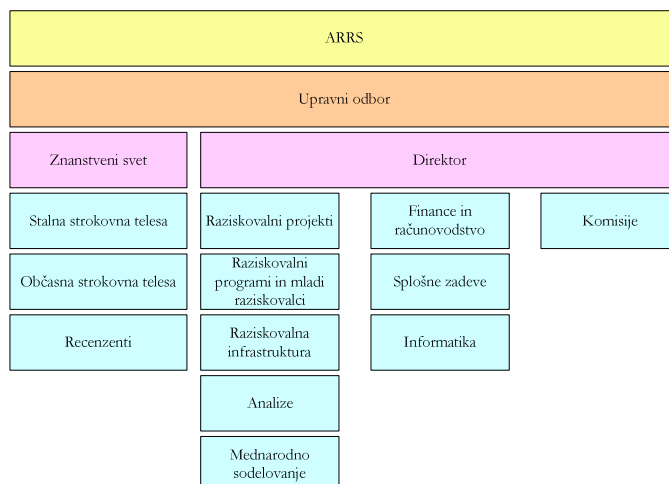 ARRS
Upravni odbor
Znanstveni svet
Direktor
Stalna strokovna telesa
Raziskovalni projekti
Finance in
računovodstvo
Komisije
Občasna strokovna telesa
Raziskovalni
programi in mladi
raziskovalci
Splošne zadeve
Recenzenti
Raziskovalna
infrastruktura
Informatika
Analize
Mednarodno
sodelovanje